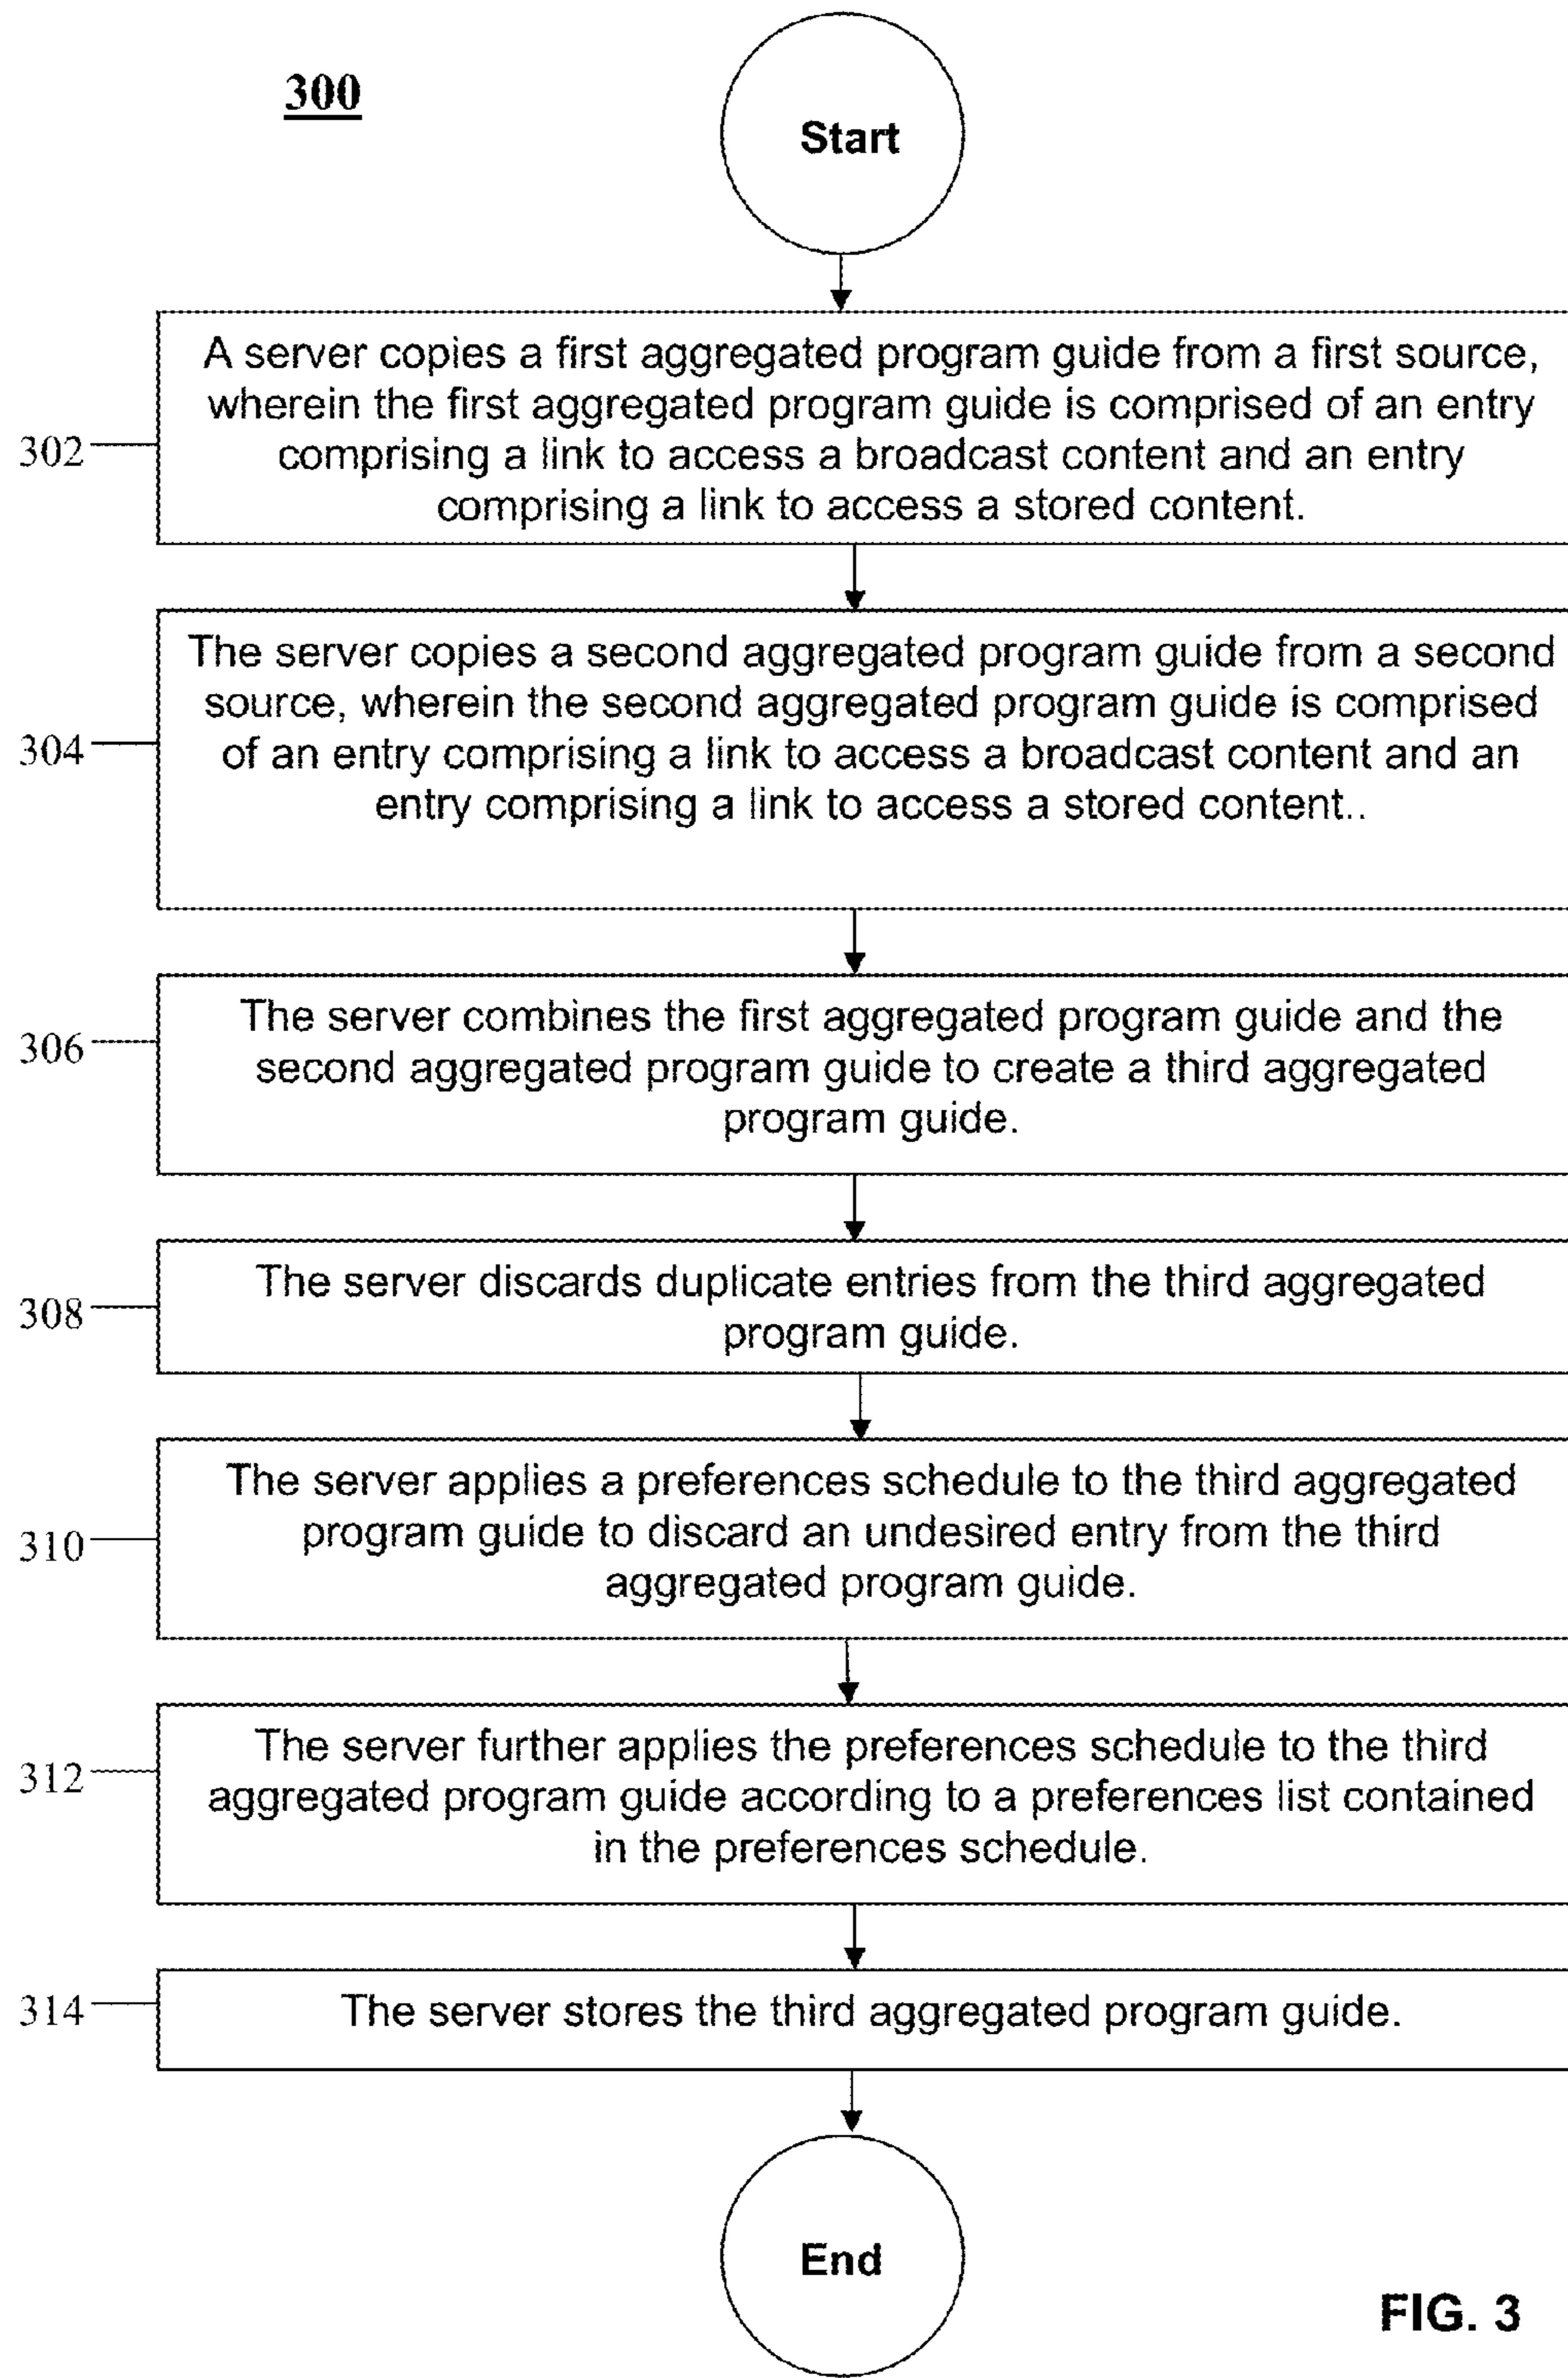 300
Start
302
A server copies a first aggregated program guide from a first source,
wherein the first aggregated program guide is comprised of an entry
comprising a link to access a broadcast content and an entry
comprising a link to access a stored content.
304
The server copies a second aggregated program guide from a second
source, wherein the second aggregated program guide is comprised
of an entry comprising a link to access a broadcast content and an
entry comprising a link to access a stored content..
306
The server combines the first aggregated program guide and the
second aggregated program guide to create a third aggregated
program guide.
308
The server discards duplicate entries from the third aggregated
program guide.
310
The server applies a preferences schedule to the third aggregated
program guide to discard an undesired entry from the third
aggregated program guide.
312
The server further applies the preferences schedule to the third
aggregated program guide according to a preferences list contained
in the preferences schedule.
314
The server stores the third aggregated program guide.
End
FIG. 3